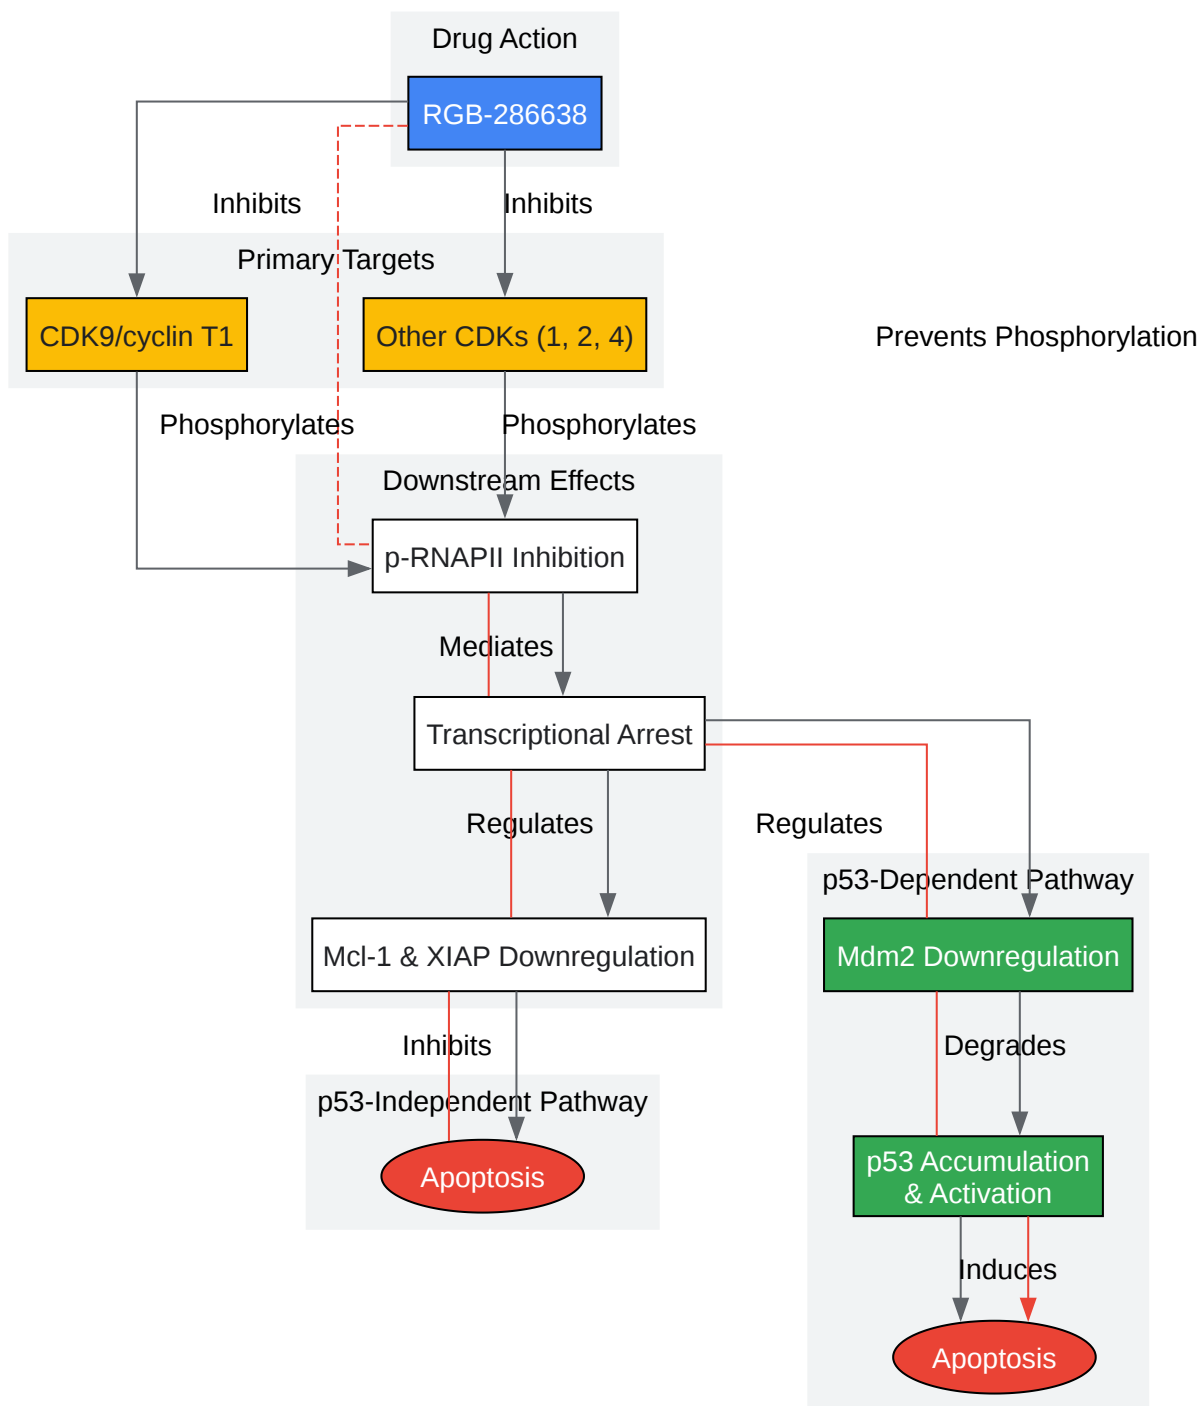 Drug Action
RGB-286638
Inhibits
Inhibits
Primary Targets
CDK9/cyclin T1
Other CDKs (1, 2, 4)
Prevents Phosphorylation
Phosphorylates
Phosphorylates
Downstream Effects
p-RNAPII Inhibition
Mediates
Transcriptional Arrest
Regulates
Regulates
p53-Dependent Pathway
Mcl-1 & XIAP Downregulation
Mdm2 Downregulation
Inhibits
Degrades
p53-Independent Pathway
Apoptosis
p53 Accumulation
& Activation
Induces
Apoptosis